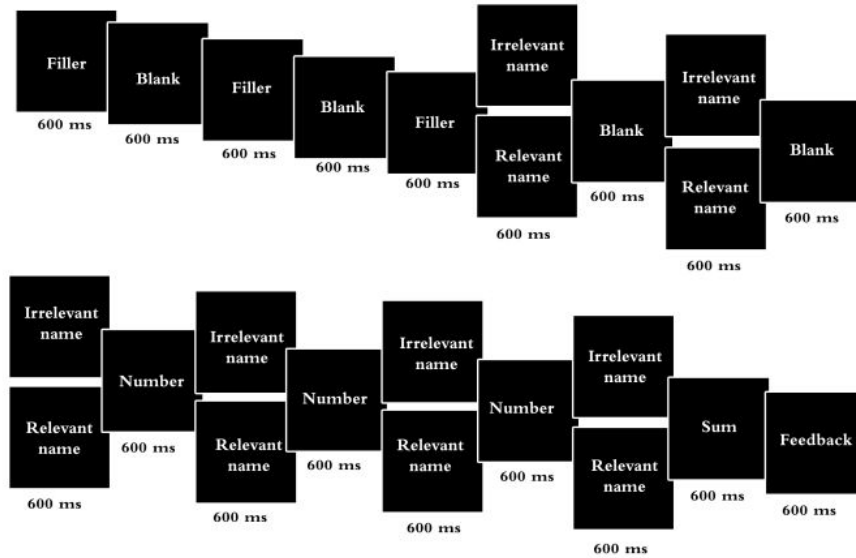 Filler
600 ms
Blank
600 ms
Filler
600 ms
Blank
600 ms
Filler
600 ms
Irrelevant
name
Relevant
name
600 ms
Blank
600 ms
Irrelevant
name
Relevant
name
600 ms
Blank
600 ms
Irrelevant
name
Relevant
name
600 ms
Number
600 ms
Irrelevant
name
Relevant
name
600 ms
Number
600 ms
Irrelevant
name
Relevant
name
600 ms
Number
600 ms
Irrelevant
name
Relevant
name
600 ms
Sum
600 ms
Feedback
600 ms